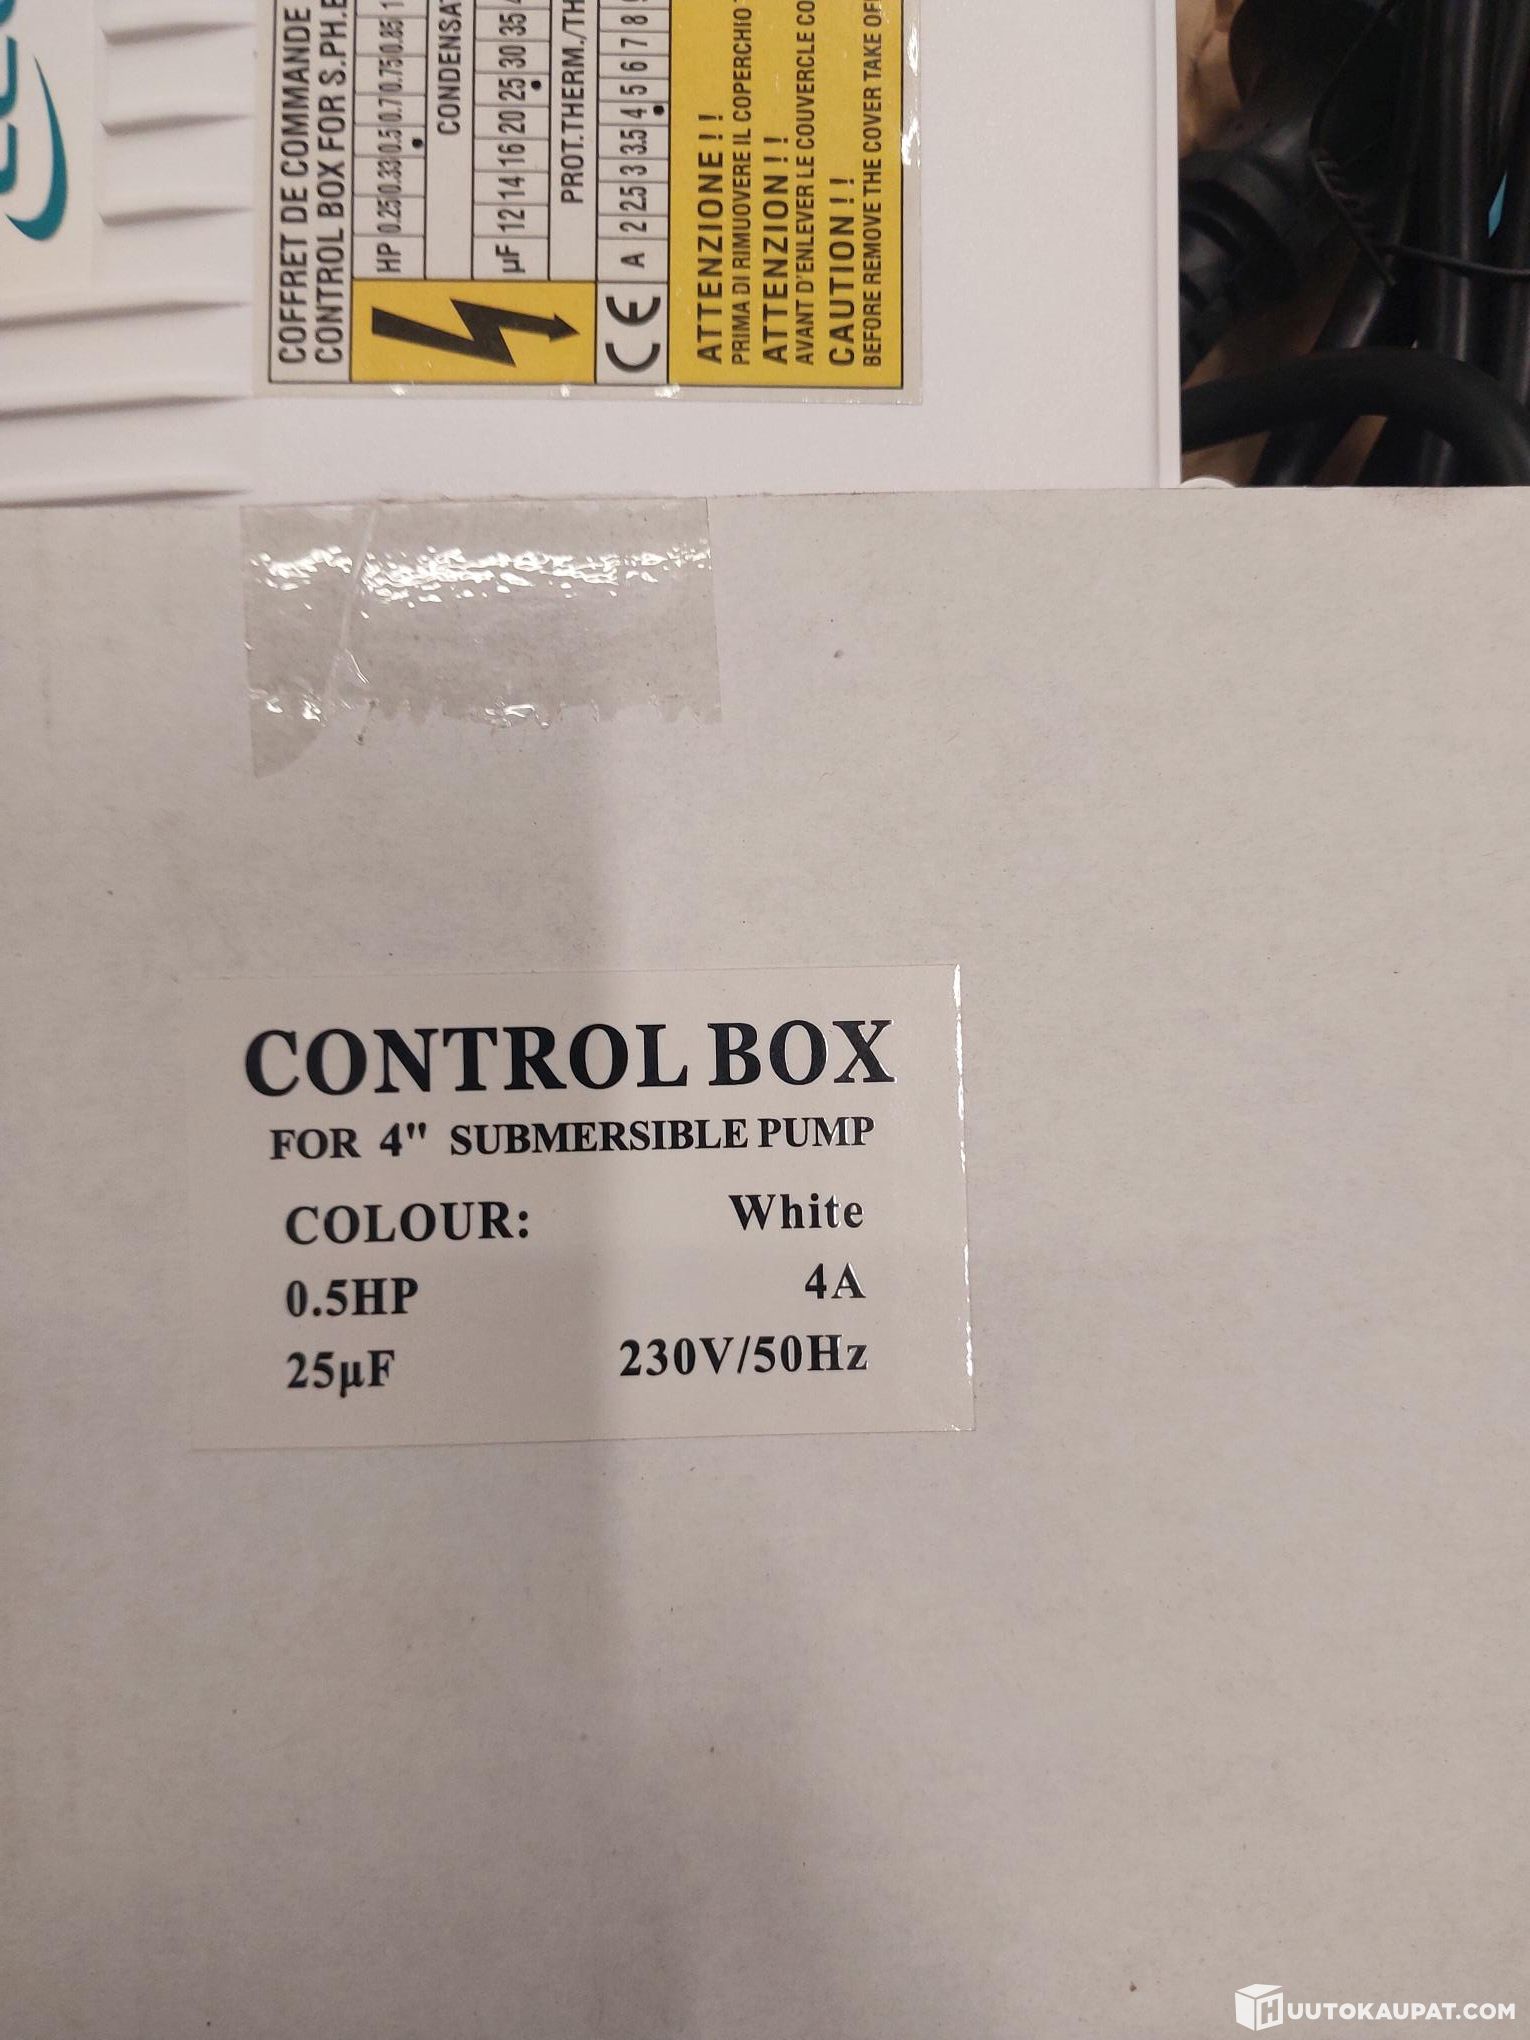 COFFRET DE COMMANDE
CONTROL BOX FOR S.PH.
HP 0.25 0.33 0.5 0.7 0.75 0.85 1
µF 12 14 16 20 25 30 35
PROT.THERM./TH
A 2 2.5 3 3.5 4 5 6 7 8
CE
ATTENZIONE!!
PRIMA DI RIMUOVERE IL COPERCHIO
ATTENZION!!
AVANT D'ENLEVER LE COUVERCLE CO
CAUTION!!
BEFORE REMOVE THE COVER TAKE OF
CONTROL BOX
FOR 4" SUBMERSIBLE PUMP
COLOUR: White
0.5HP 4A
25µF 230V/50Hz
HUUTOKAUPAT.COM